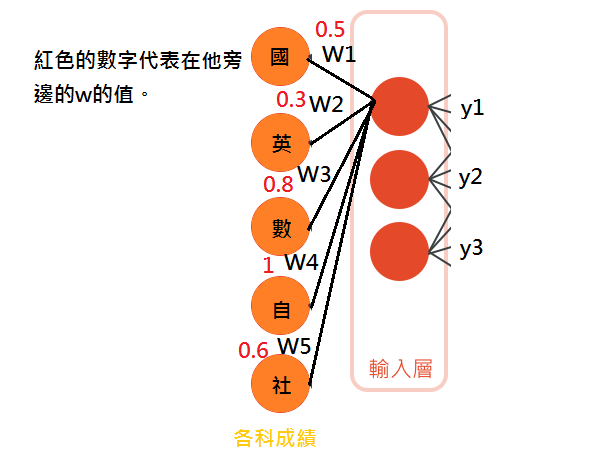 紅色的數字代表在他旁
邊的w的值。
0.5
國
W1
0.3
W2
英
W3
0.8
數
1
W4
自
0.6
W5
社
各科成績
y1
y2
y3
輸入層